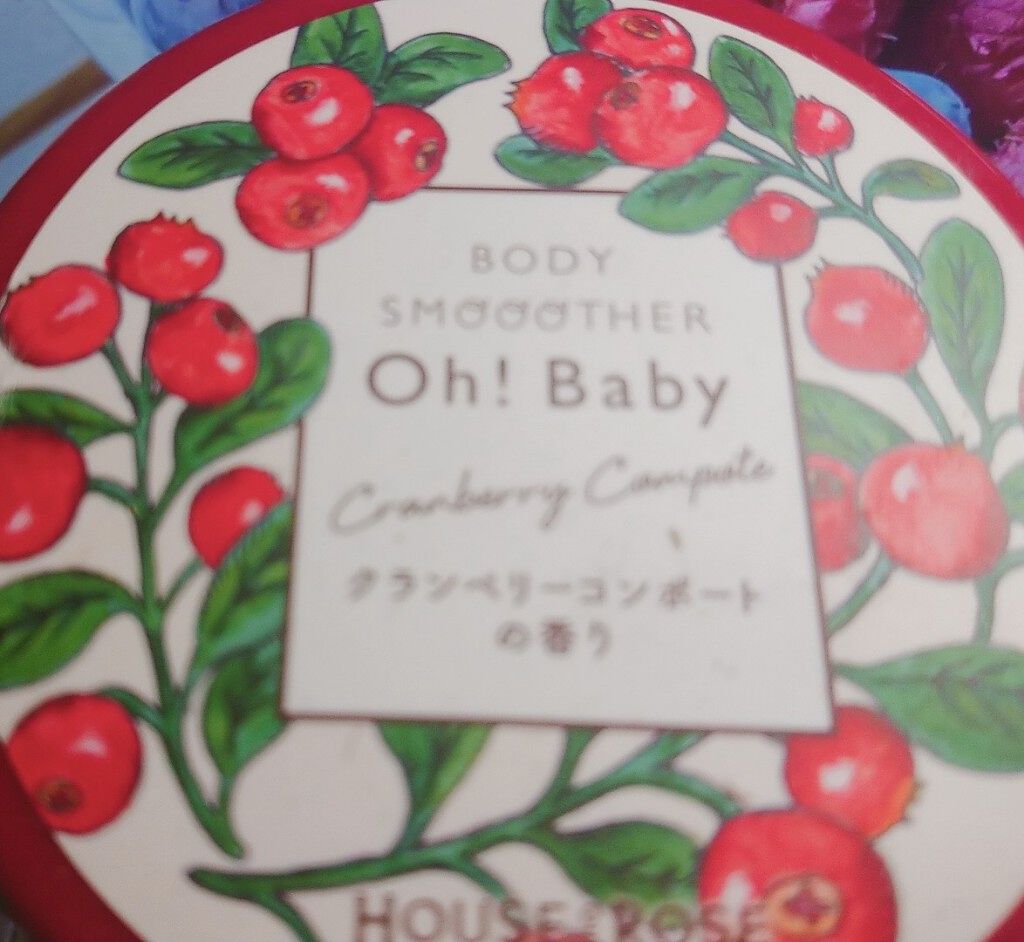 BODY
SMOOOTHER
Oh! Baby
Cranberry Compote
クランベリーコンポート
の香り
HOUSE OF ROSE